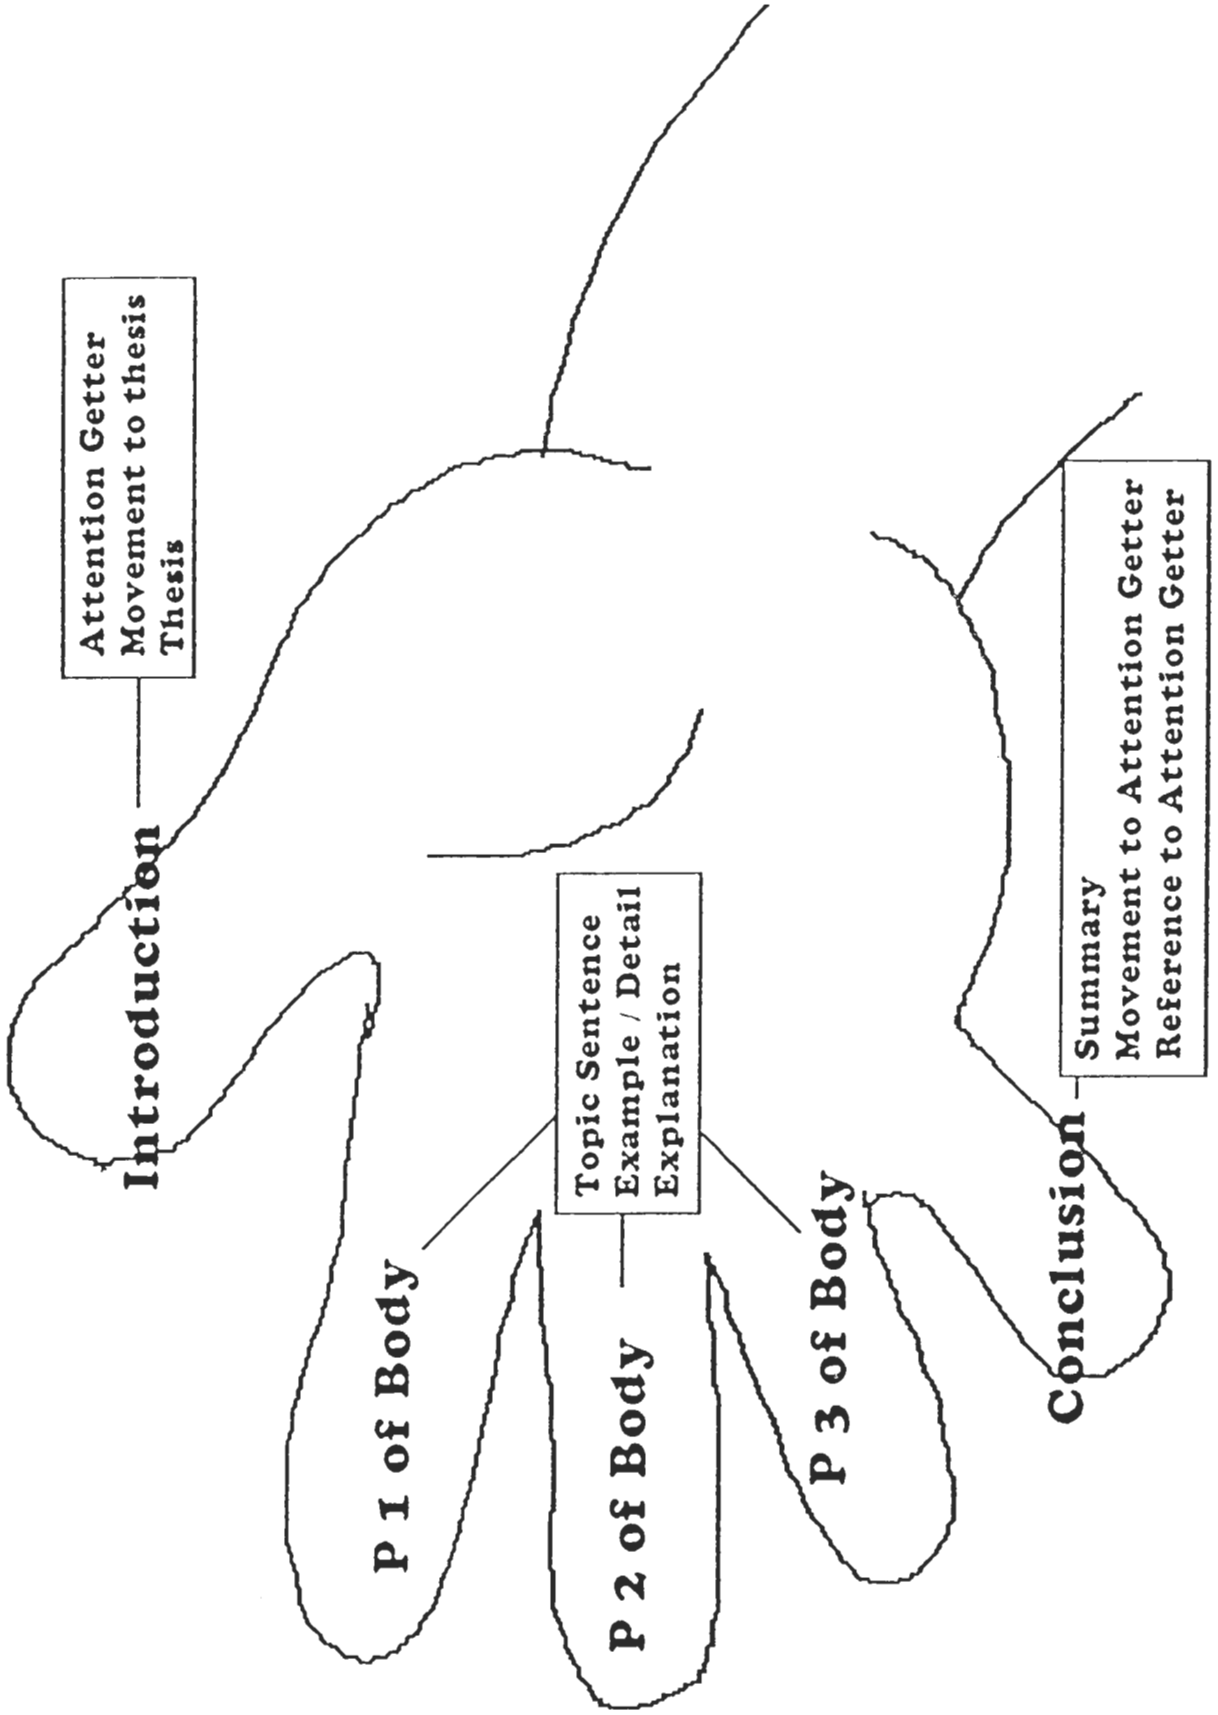 Introduction
Attention Getter
Movement to thesis
Thesis
P 1 of Body
P 2 of Body
P 3 of Body
Topic Sentence
Example / Detail
Explanation
Conclusion
Summary
Movement to Attention Getter
Reference to Attention Getter